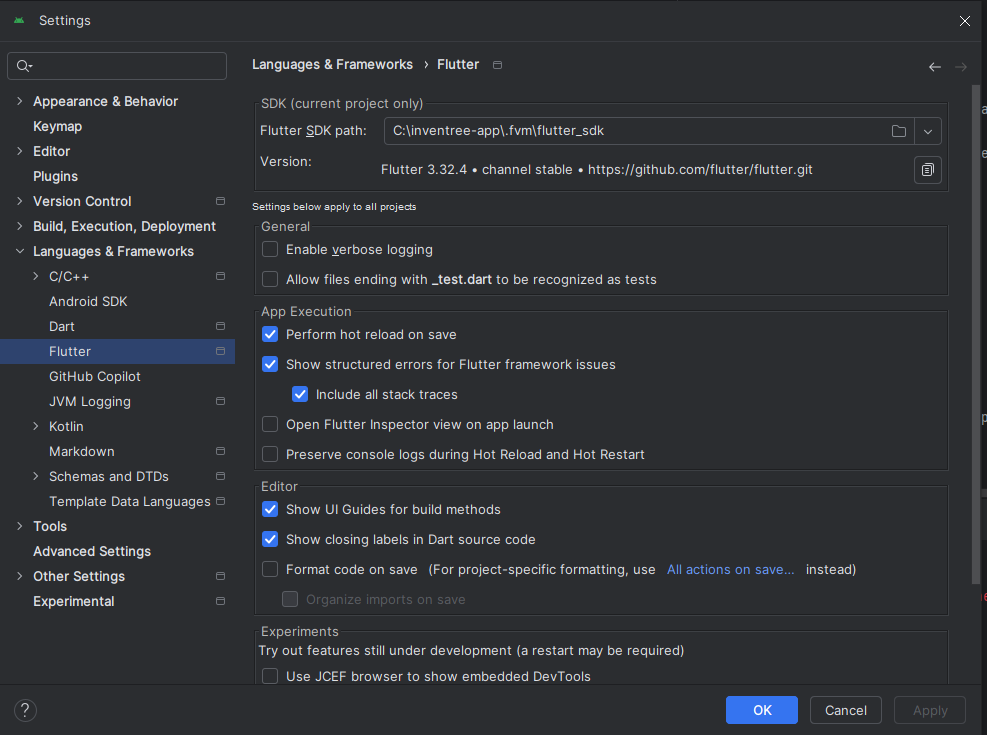 Settings
Languages & Frameworks › Flutter
Appearance & Behavior
Keymap
Editor
Plugins
Version Control
Build, Execution, Deployment
Languages & Frameworks
C/C++
Android SDK
Dart
Flutter
GitHub Copilot
JVM Logging
Kotlin
Markdown
Schemas and DTDs
Template Data Languages
Tools
Advanced Settings
Other Settings
Experimental
SDK (current project only)
Flutter SDK path: C:\inventree-app\.fvm\flutter_sdk
Version: Flutter 3.32.4 • channel stable • https://github.com/flutter/flutter.git
Settings below apply to all projects
General
Enable verbose logging
Allow files ending with _test.dart to be recognized as tests
App Execution
Perform hot reload on save
Show structured errors for Flutter framework issues
Include all stack traces
Open Flutter Inspector view on app launch
Preserve console logs during Hot Reload and Hot Restart
Editor
Show UI Guides for build methods
Show closing labels in Dart source code
Format code on save (For project-specific formatting, use All actions on save... instead)
Organize imports on save
Experiments
Try out features still under development (a restart may be required)
Use JCEF browser to show embedded DevTools
?
OK Cancel Apply